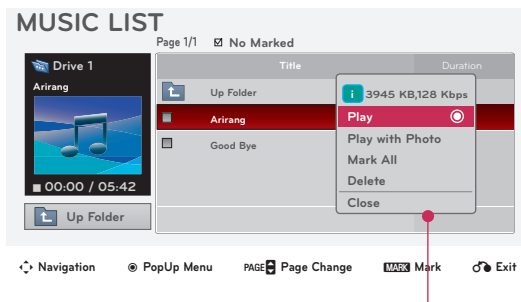 MUSIC LIST
Page 1/1 No Marked
Drive 1
Arirang
00:00 / 05:42
Up Folder
Title Duration
Up Folder
Arirang
Good Bye
i 3945 KB,128 Kbps
Play
Play with Photo
Mark All
Delete
Close
Navigation PopUp Menu PAGE Page Change MARK Mark Exit